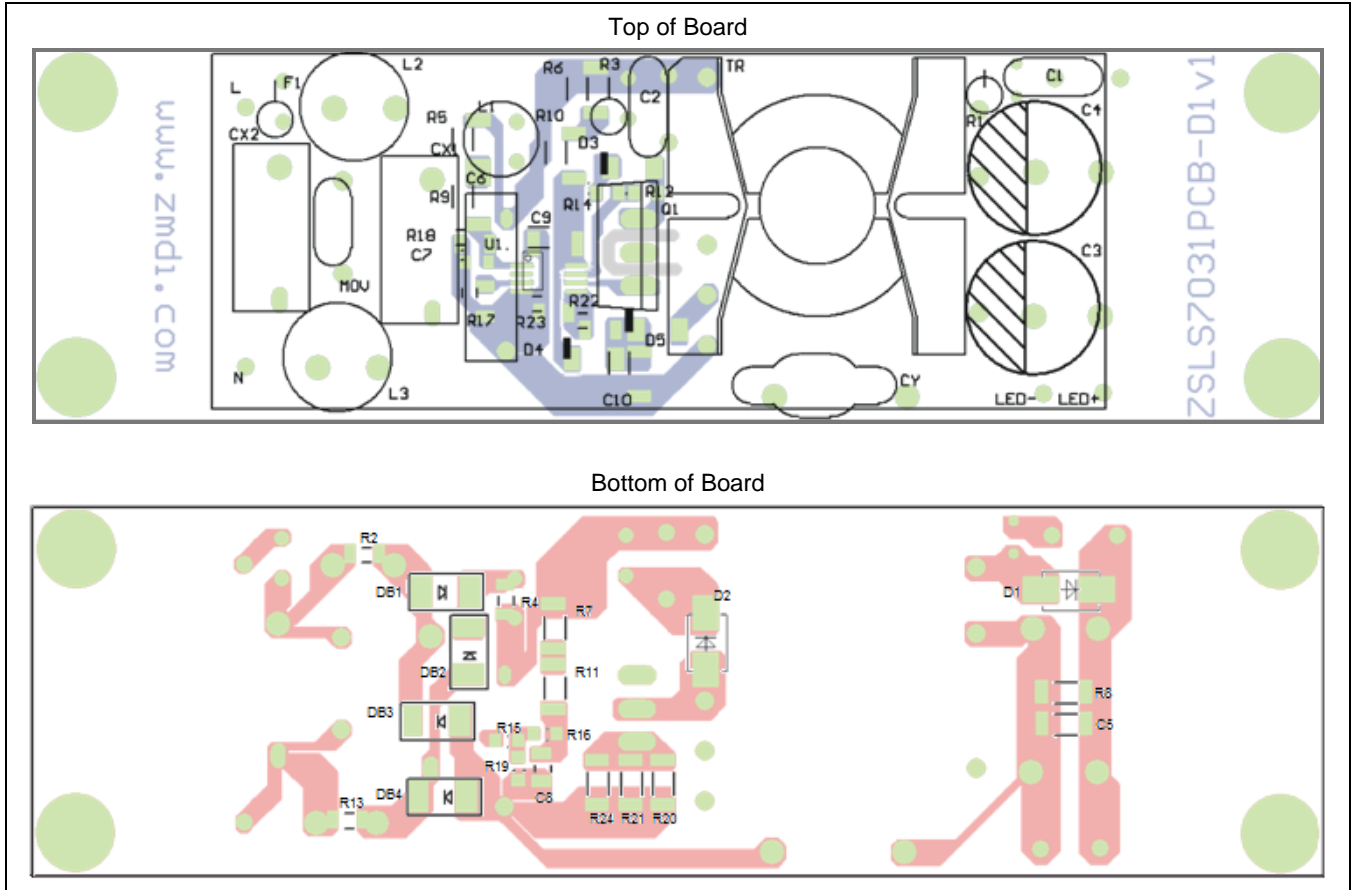 Top of Board
L
F1
L2
R6
R3
TR
C1
CX2
R5
L1
R10
C2
R1
C4
CX
D3
C6
R9
R14
R12
Q1
R18
C7
U1.
C9
C3
MOV
R17
R23
R22
D4
D5
N
L3
C10
CY
LED-
LED+
www.zmdi.com
ZSLS7031PCB-D1v1
Bottom of Board
R2
DB1
R4
R7
D2
D1
DB2
R11
DB3
R15
R16
R8
C5
R19
DB4
C8
R13
R24
R21
R20